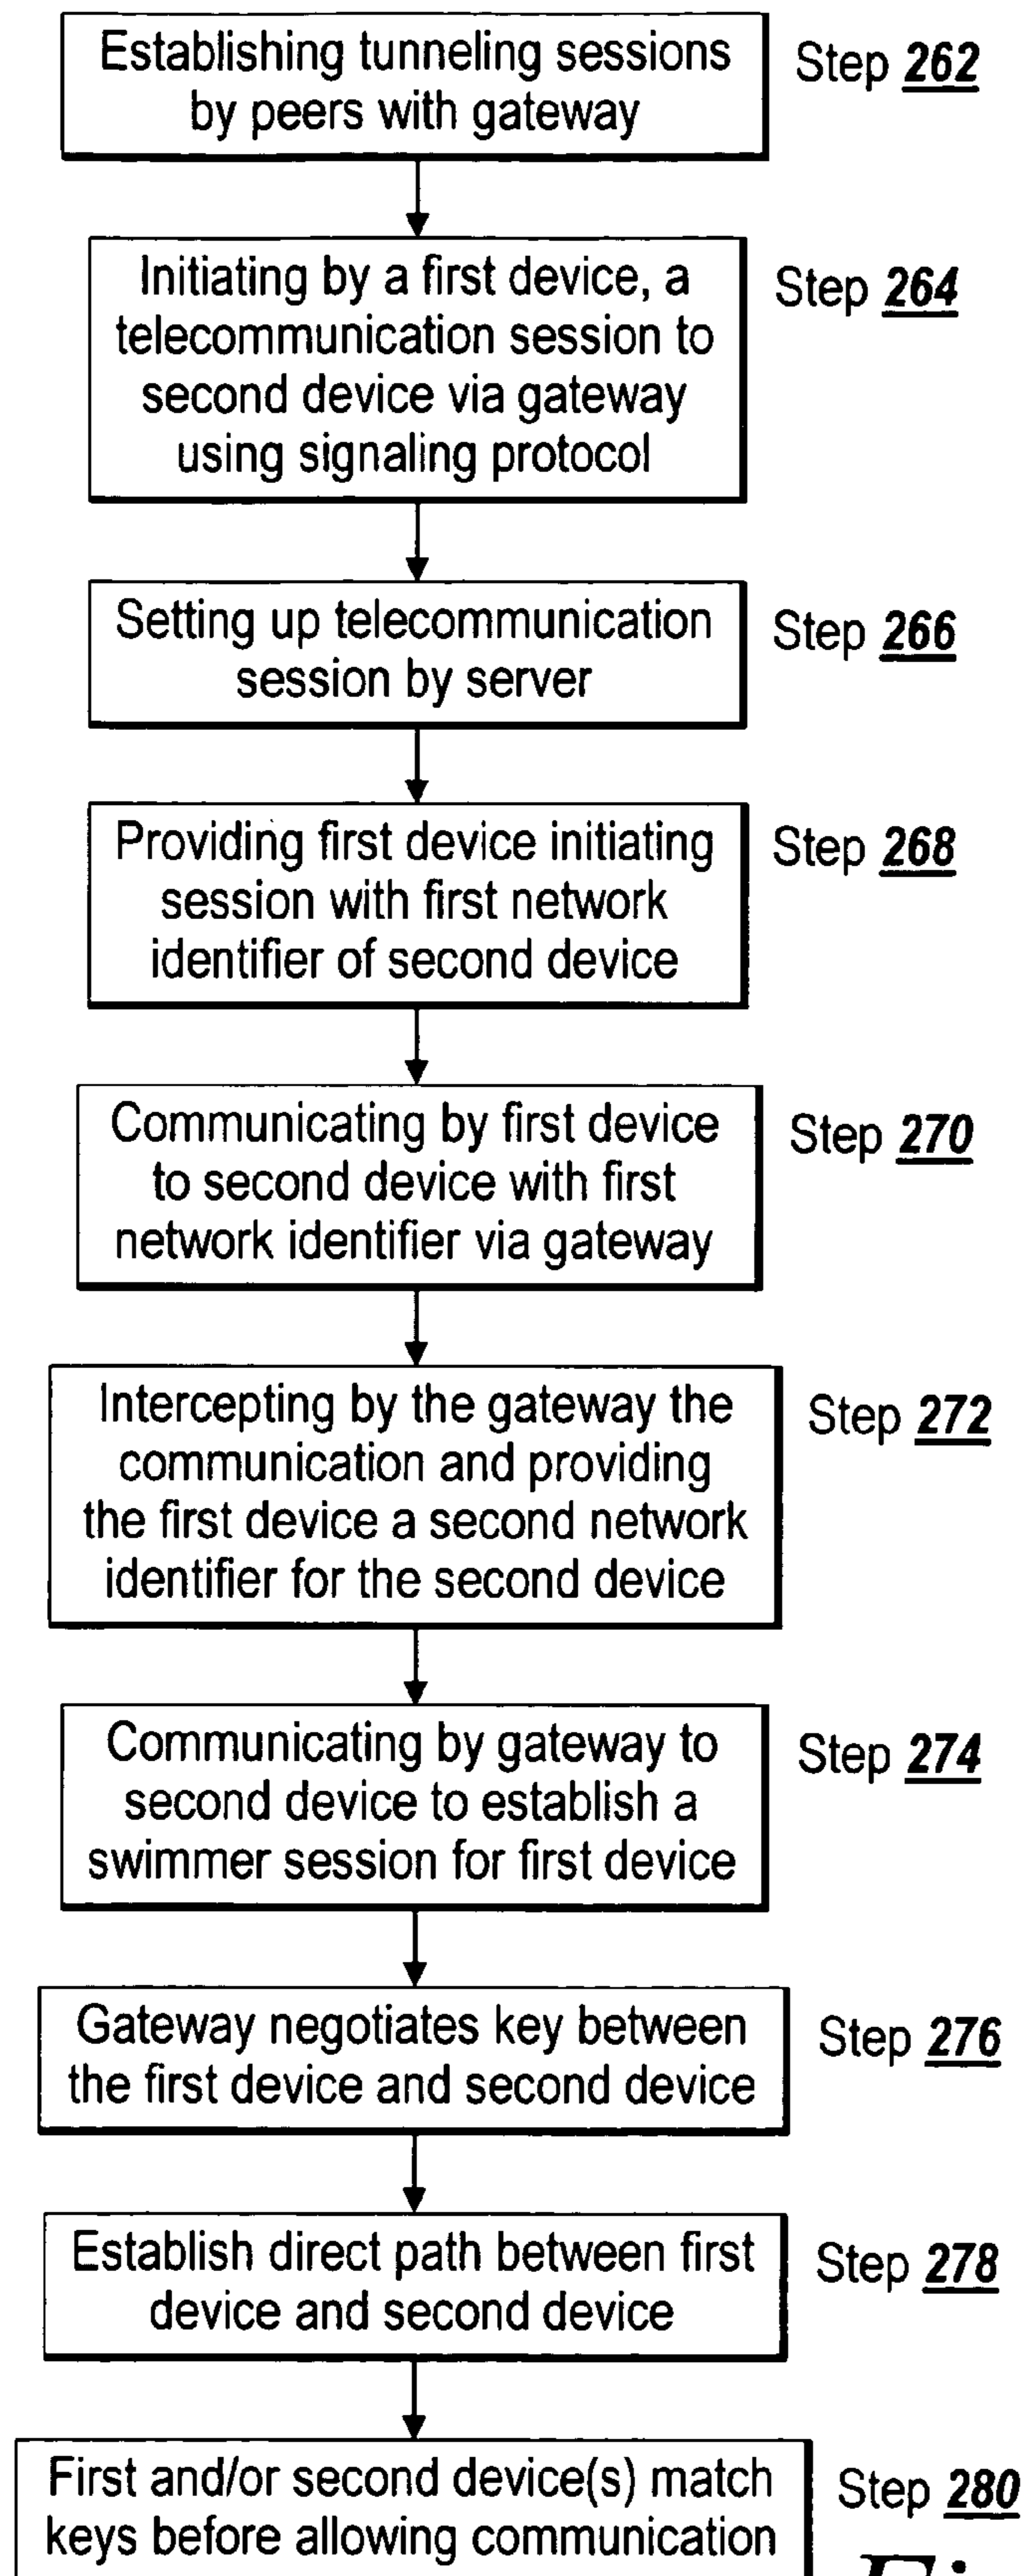 Establishing tunneling sessions
by peers with gateway
Step 262
Initiating by a first device, a
telecommunication session to
second device via gateway
using signaling protocol
Step 264
Setting up telecommunication
session by server
Step 266
Providing first device initiating
session with first network
identifier of second device
Step 268
Communicating by first device
to second device with first
network identifier via gateway
Step 270
Intercepting by the gateway the
communication and providing
the first device a second network
identifier for the second device
Step 272
Communicating by gateway to
second device to establish a
swimmer session for first device
Step 274
Gateway negotiates key between
the first device and second device
Step 276
Establish direct path between first
device and second device
Step 278
First and/or second device(s) match
keys before allowing communication
Step 280